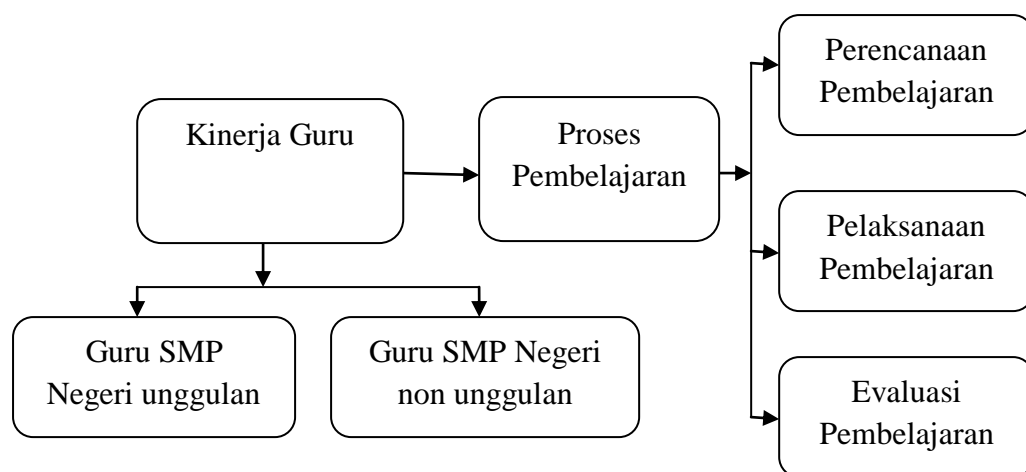 Kinerja Guru
Proses
Pembelajaran
Perencanaan
Pembelajaran
Pelaksanaan
Pembelajaran
Evaluasi
Pembelajaran
Guru SMP
Negeri unggulan
Guru SMP Negeri
non unggulan